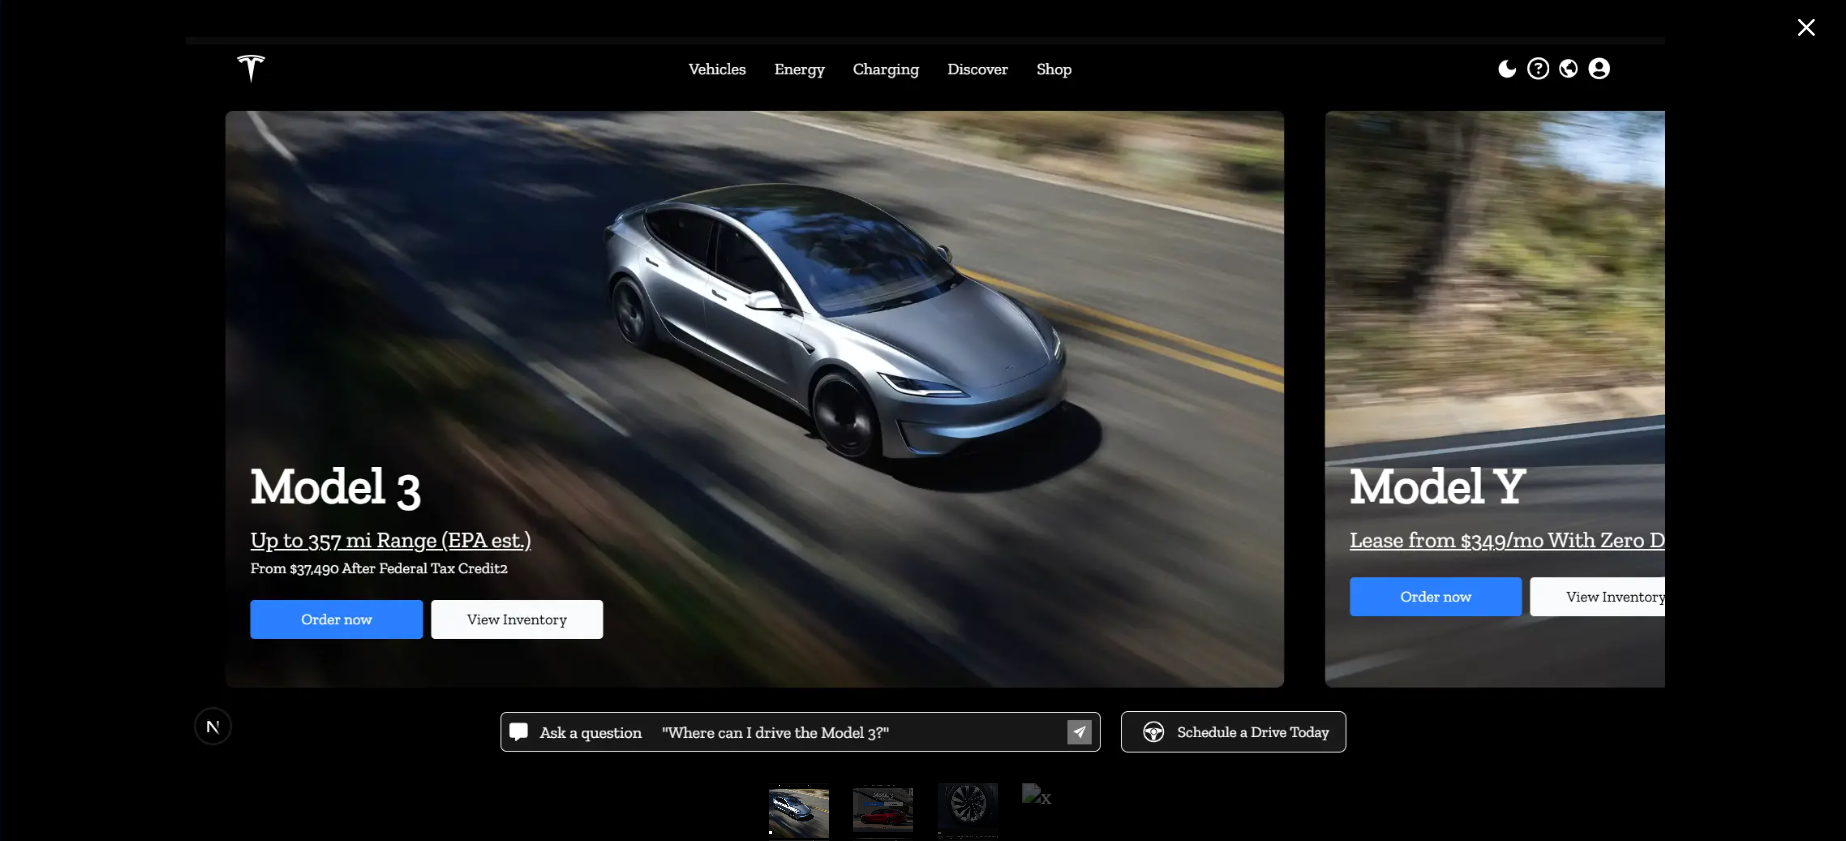 Vehicles Energy Charging Discover Shop
Model 3
Up to 357 mi Range (EPA est.)
From $37,490 After Federal Tax Credit2
Order now View Inventory
Model Y
Lease from $349/mo With Zero D
Order now View Inventory
N
Ask a question "Where can I drive the Model 3?"
Schedule a Drive Today
x